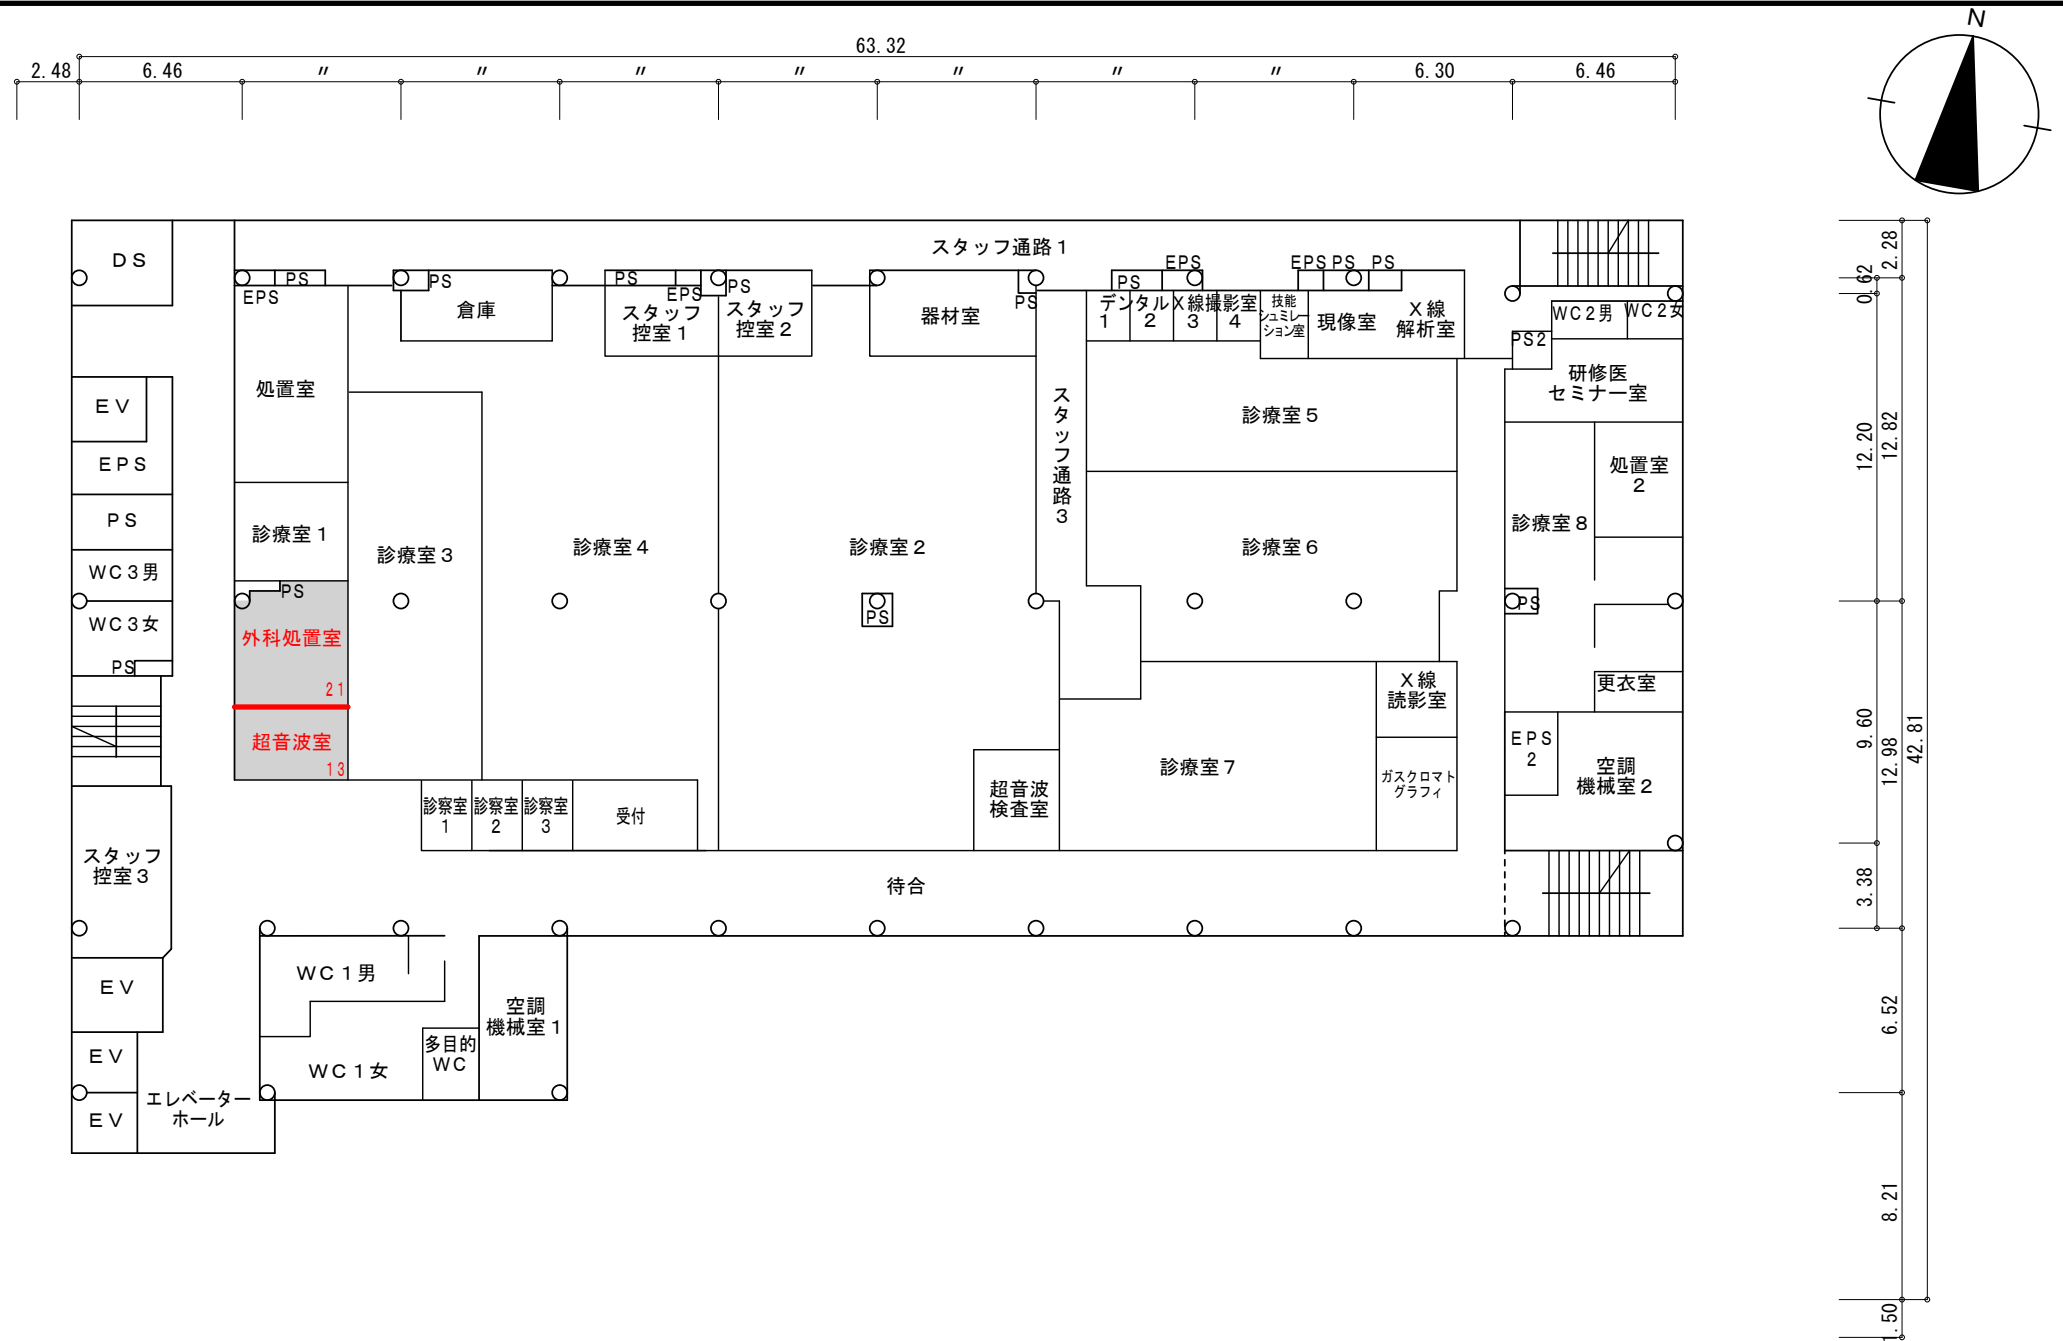 N
63.32
2.48 6.46 〃 〃 〃 〃 〃 〃 〃 6.30 6.46
スタッフ通路1
DS
EPS
PS
PS
倉庫
PS
EPS
PS
スタッフ
控室1
スタッフ
控室2
器材室
PS
PS
EPS
EPS PS PS
デンタルX線撮影室
1 2 3 4
技能
シュミレー
ション室
現像室
X線
解析室
WC2男
WC2女
PS2
研修医
セミナー室
処置室
EV
EPS
PS
WC3男
WC3女
PS
診療室1
PS
外科処置室
21
超音波室
13
診療室3
診療室4
診療室2
PS
スタッフ通路3
診療室5
診療室6
診療室7
X線
読影室
ガスクロマト
グラフィ
超音波
検査室
診療室8
処置室
2
PS
更衣室
EPS
2
空調
機械室2
診察室
1
診察室
2
診察室
3
受付
待合
スタッフ
控室3
EV
EV
EV
エレベーター
ホール
WC1男
WC1女
多目的
WC
空調
機械室1
2.28
0.62
12.20
12.82
9.60
12.98
42.81
3.38
6.52
8.21
1.50